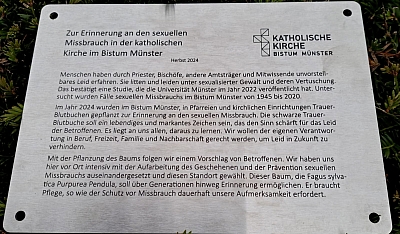 Zur Erinnerung an den sexuellen
Missbrauch in der katholischen
Kirche im Bistum Münster
Herbst 2024
KATHOLISCHE
KIRCHE
BISTUM MÜNSTER
Menschen haben durch Priester, Bischöfe, andere Amtsträger und Mitwissende unvorstell-
bares Leid erfahren. Sie litten und leiden unter sexualisierter Gewalt und deren Vertuschung.
Das bestätigt eine Studie, die die Universität Münster im Jahr 2022 veröffentlicht hat. Unter-
sucht wurden Fälle sexuellen Missbrauchs im Bistum Münster von 1945 bis 2020.
Im Jahr 2024 wurden im Bistum Münster, in Pfarreien und kirchlichen Einrichtungen Trauer-
Blutbuchen gepflanzt zur Erinnerung an den sexuellen Missbrauch. Die schwarze Trauer-
Blutbuche soll ein lebendiges und markantes Zeichen sein, das den Sinn schärft für das Leid
der Betroffenen. Es liegt an uns allen, daraus zu lernen. Wir wollen der eigenen Verantwor-
tung in Beruf, Freizeit, Familie und Nachbarschaft gerecht werden, um Leid in Zukunft zu
verhindern.
Mit der Pflanzung des Baums folgen wir einem Vorschlag von Betroffenen. Wir haben uns
hier vor Ort intensiv mit der Aufarbeitung des Geschehenen und der Prävention sexuellen
Missbrauchs auseinandergesetzt und diesen Standort gewählt. Dieser Baum, die Fagus sylva-
tica Purpurea Pendula, soll über Generationen hinweg Erinnerung ermöglichen. Er braucht
Pflege, so wie der Schutz vor Missbrauch dauerhaft unsere Aufmerksamkeit erfordert.